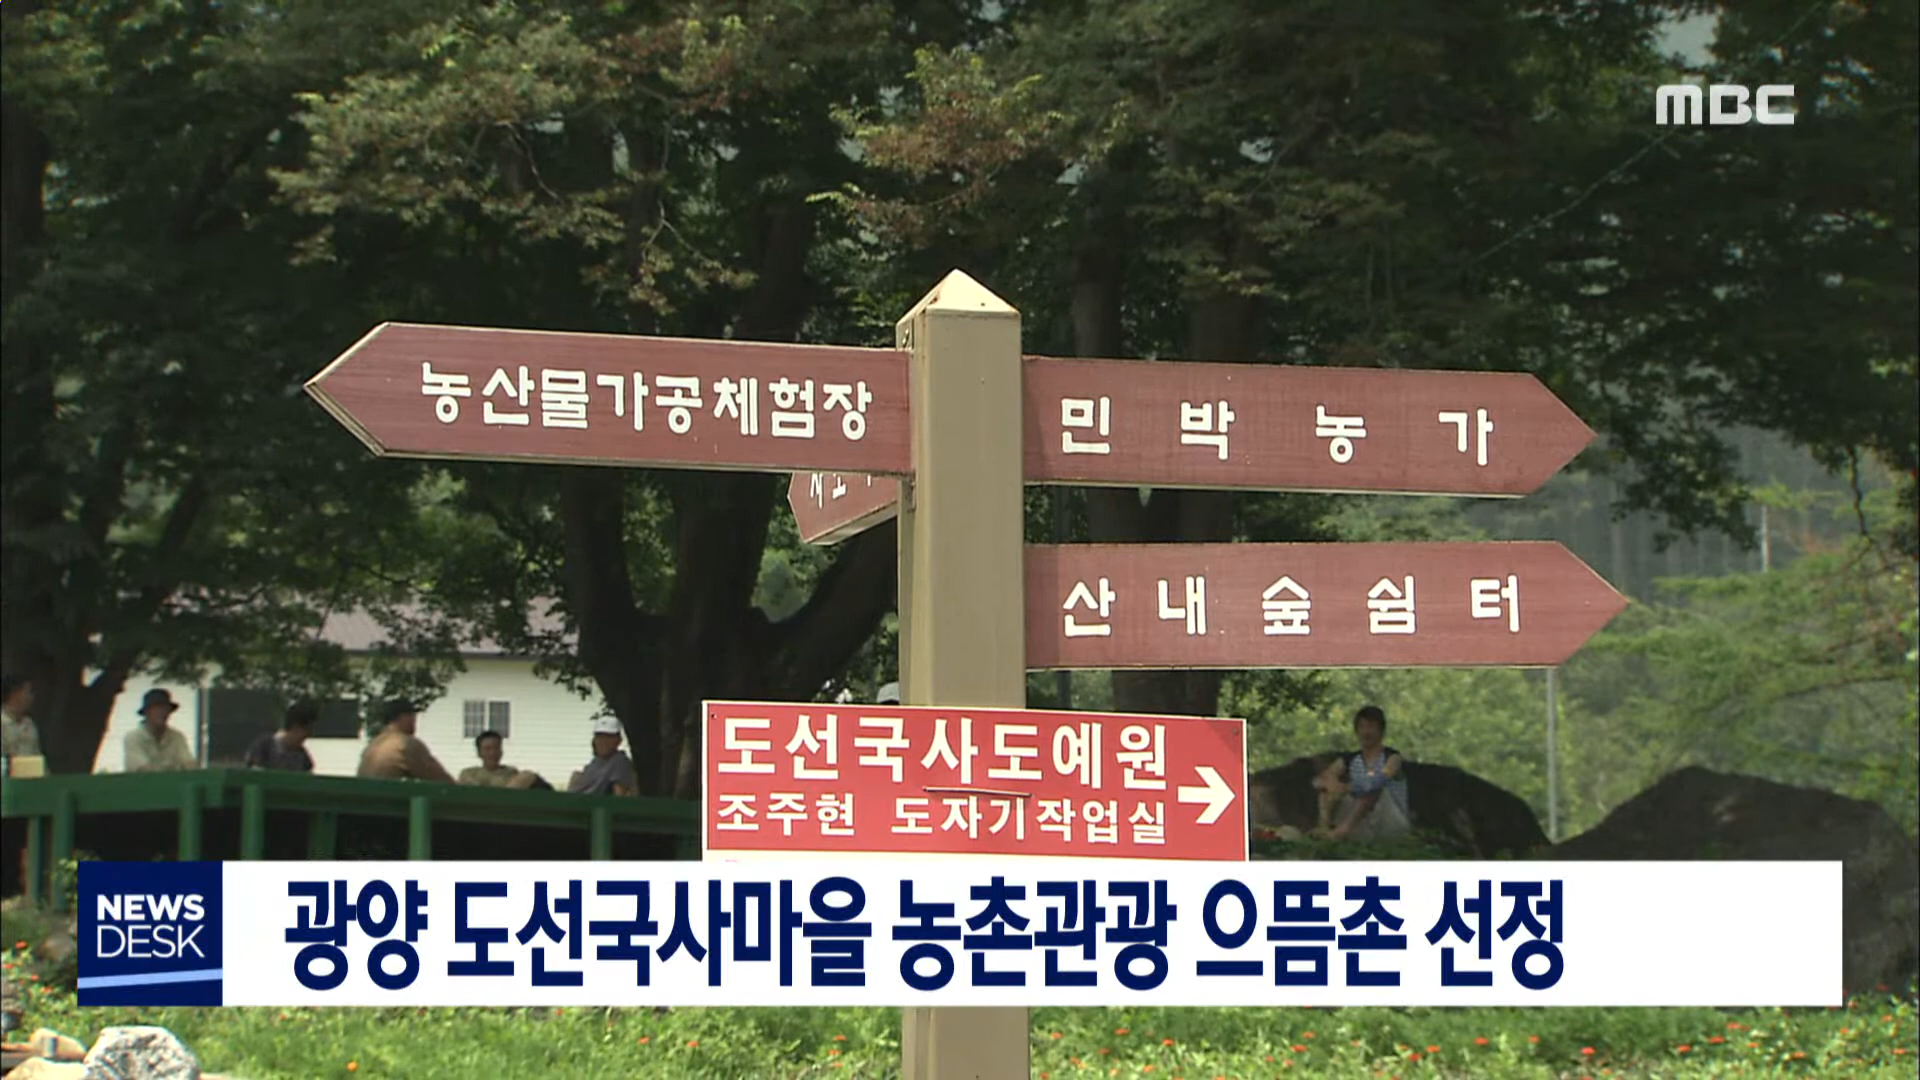 MBC
농산물가공체험장
민박농가
산내숲쉼터
도선국사도예원
조주현 도자기작업실
NEWS
DESK
광양 도선국사마을 농촌관광 으뜸촌 선정